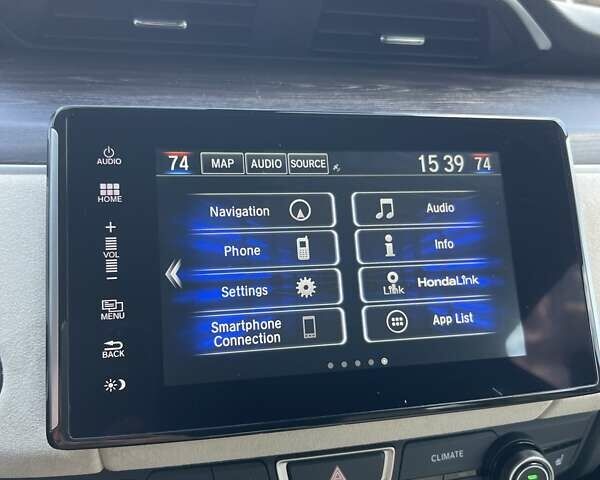 AUDIO
HOME
+
VOL
−
MENU
BACK
74 MAP AUDIO SOURCE 15 39 74
Navigation
Audio
Phone
Info
Settings
Link HondaLink
Smartphone
Connection
App List
CLIMATE